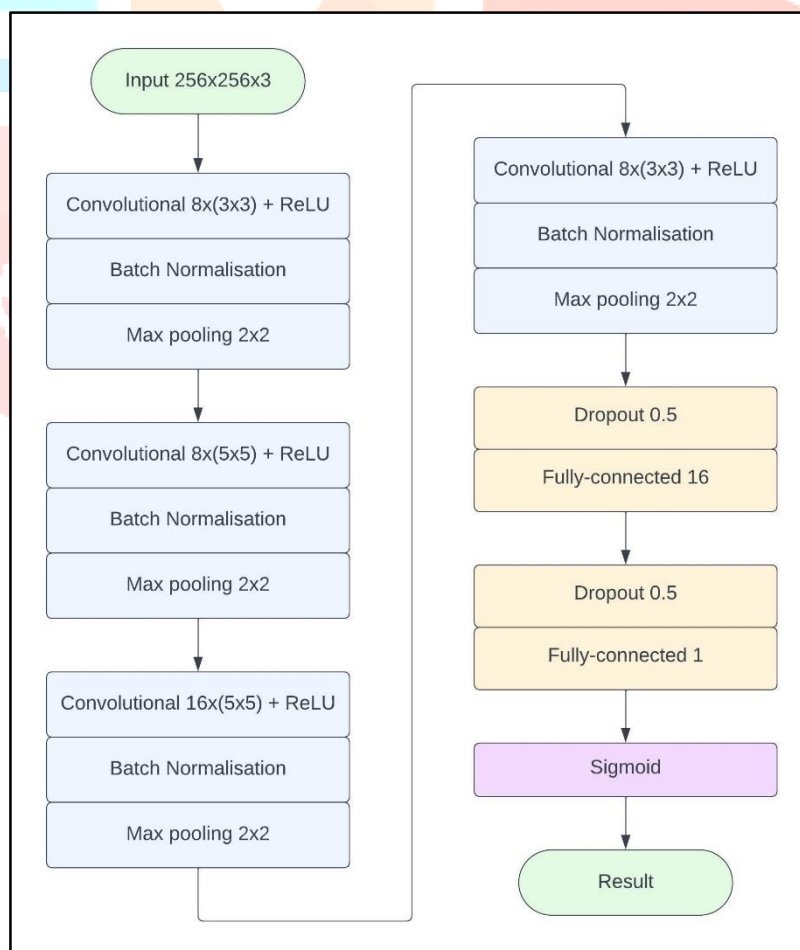 Input 256x256x3
Convolutional 8x(3x3) + ReLU
Batch Normalisation
Max pooling 2x2
Convolutional 8x(5x5) + ReLU
Batch Normalisation
Max pooling 2x2
Convolutional 16x(5x5) + ReLU
Batch Normalisation
Max pooling 2x2
Convolutional 8x(3x3) + ReLU
Batch Normalisation
Max pooling 2x2
Dropout 0.5
Fully-connected 16
Dropout 0.5
Fully-connected 1
Sigmoid
Result